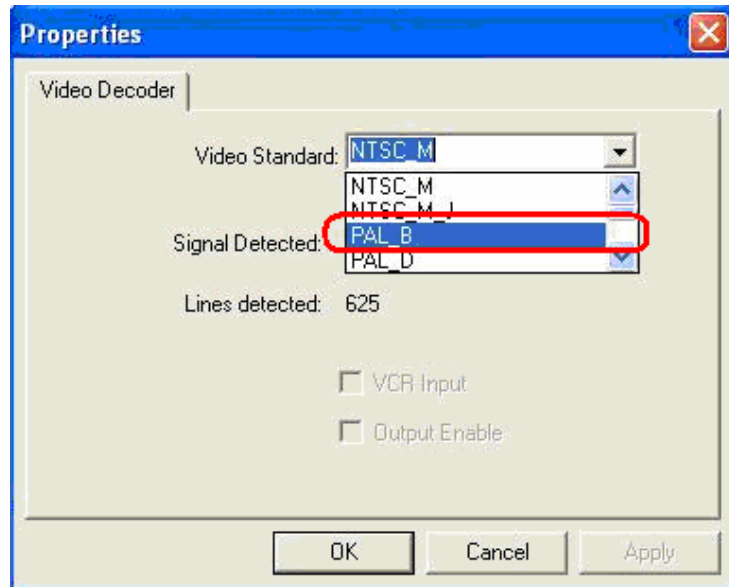 Properties
Video Decoder
Video Standard: NTSC_M
NTSC_M
NTSC_M_J
Signal Detected: PAL_B
PAL_D
Lines detected: 625
VCR Input
Output Enable
OK Cancel Apply